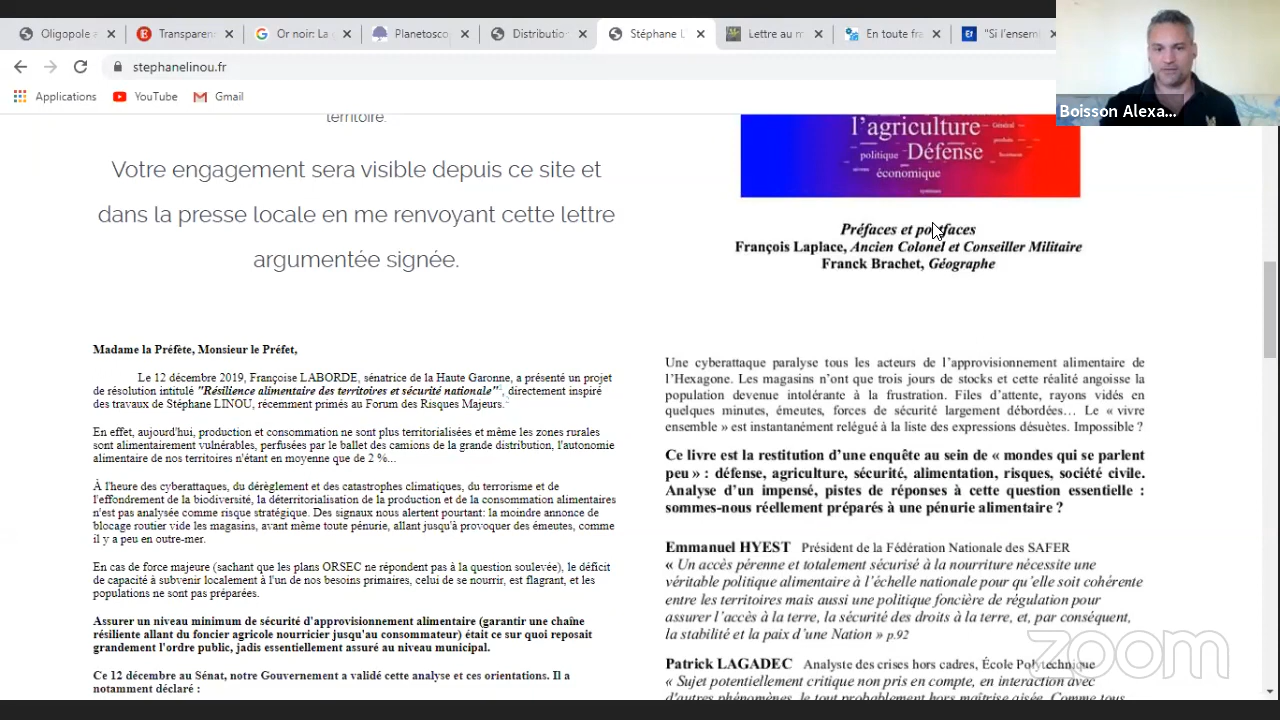 Oligopole a
Transparen
Or noir: La
Planetoscop
Distribution
Stéphane L
Lettre au m
En toute fra
"Si l'ensem
stephanelinou.fr
Applications
YouTube
Gmail
Boisson Alexa...
territoire.
Votre engagement sera visible depuis ce site et
dans la presse locale en me renvoyant cette lettre
argumentée signée.
Madame la Préfète, Monsieur le Préfet,
Le 12 décembre 2019, Françoise LABORDE, sénatrice de la Haute Garonne, a présenté un projet
de résolution intitulé "Résilience alimentaire des territoires et sécurité nationale", directement inspiré
des travaux de Stéphane LINOU, récemment primés au Forum des Risques Majeurs.
En effet, aujourd'hui, production et consommation ne sont plus territorialisées et même les zones rurales
sont alimentairement vulnérables, perfusées par le ballet des camions de la grande distribution, l'autonomie
alimentaire de nos territoires n'étant en moyenne que de 2 %...
À l'heure des cyberattaques, du dérèglement et des catastrophes climatiques, du terrorisme et de
l'effondrement de la biodiversité, la déterritorialisation de la production et de la consommation alimentaires
n'est pas analysée comme risque stratégique. Des signaux nous alertent pourtant: la moindre annonce de
blocage routier vide les magasins, avant même toute pénurie, allant jusqu'à provoquer des émeutes, comme
il y a peu en outre-mer.
En cas de force majeure (sachant que les plans ORSEC ne répondent pas à la question soulevée), le déficit
de capacité à subvenir localement à l'un de nos besoins primaires, celui de se nourrir, est flagrant, et les
populations ne sont pas préparées.
Assurer un niveau minimum de sécurité d'approvisionnement alimentaire (garantir une chaîne
résiliente allant du foncier agricole nourricier jusqu'au consommateur) était ce sur quoi reposait
grandement l'ordre public, jadis essentiellement assuré au niveau municipal.
Ce 12 décembre au Sénat, notre Gouvernement a validé cette analyse et ces orientations. Il a
notamment déclaré :
l'agriculture
Général
produits
politique Défense
économique
Préfaces et postfaces
François Laplace, Ancien Colonel et Conseiller Militaire
Franck Brachet, Géographe
Une cyberattaque paralyse tous les acteurs de l'approvisionnement alimentaire de
l'Hexagone. Les magasins n'ont que trois jours de stocks et cette réalité angoisse la
population devenue intolérante à la frustration. Files d'attente, rayons vidés en
quelques minutes, émeutes, forces de sécurité largement débordées… Le « vivre
ensemble » est instantanément relégué à la liste des expressions désuètes. Impossible ?
Ce livre est la restitution d'une enquête au sein de « mondes qui se parlent
peu » : défense, agriculture, sécurité, alimentation, risques, société civile.
Analyse d'un impensé, pistes de réponses à cette question essentielle :
sommes-nous réellement préparés à une pénurie alimentaire ?
Emmanuel HYEST Président de la Fédération Nationale des SAFER
« Un accès pérenne et totalement sécurisé à la nourriture nécessite une
véritable politique alimentaire à l'échelle nationale pour qu'elle soit cohérente
entre les territoires mais aussi une politique foncière de régulation pour
assurer l'accès à la terre, la sécurité des droits à la terre, et, par conséquent,
la stabilité et la paix d'une Nation » p.92
Patrick LAGADEC Analyste des crises hors cadres, École Polytechnique
« Sujet potentiellement critique non pris en compte, en interaction avec
d'autres phénomènes, le tout probablement hors maîtrise aisée. Comme tous
zoom